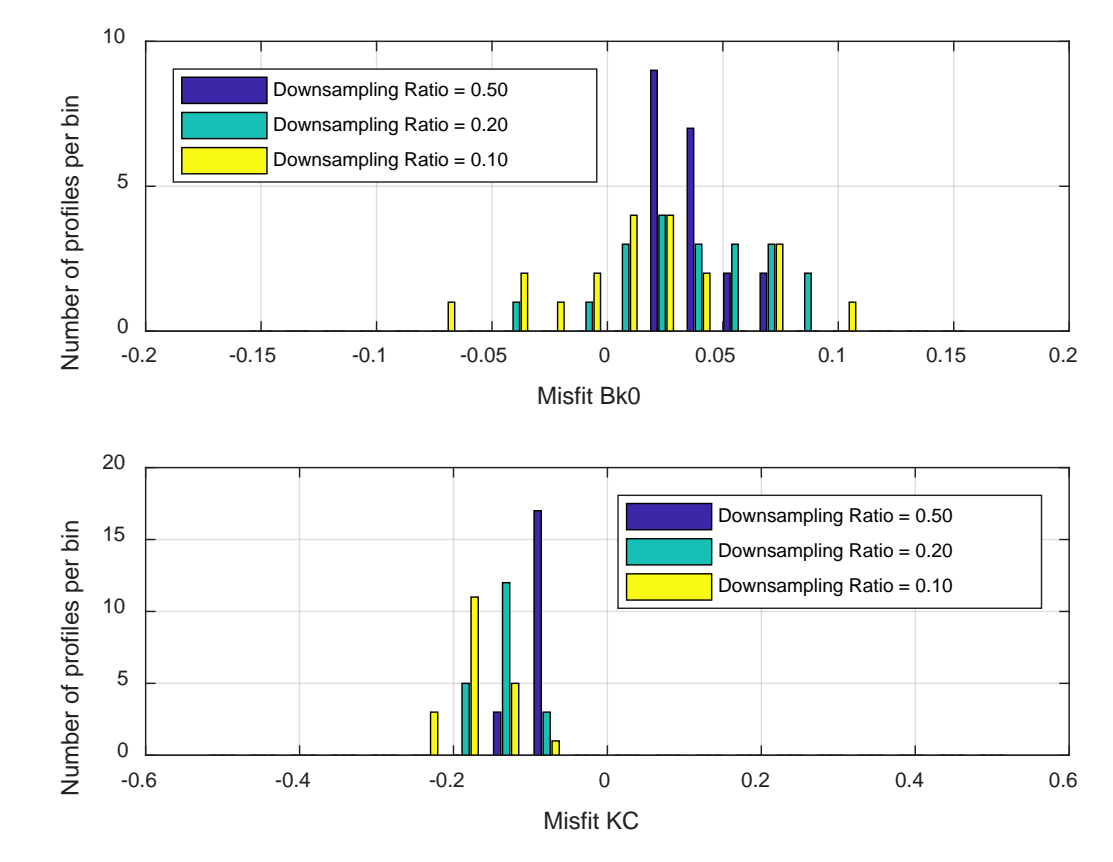 10
5
0
Number of profiles per bin
Downsampling Ratio = 0.50
Downsampling Ratio = 0.20
Downsampling Ratio = 0.10
-0.2 -0.15 -0.1 -0.05 0 0.05 0.1 0.15 0.2
Misfit Bk0
20
15
10
5
0
Number of profiles per bin
Downsampling Ratio = 0.50
Downsampling Ratio = 0.20
Downsampling Ratio = 0.10
-0.6 -0.4 -0.2 0 0.2 0.4 0.6
Misfit KC